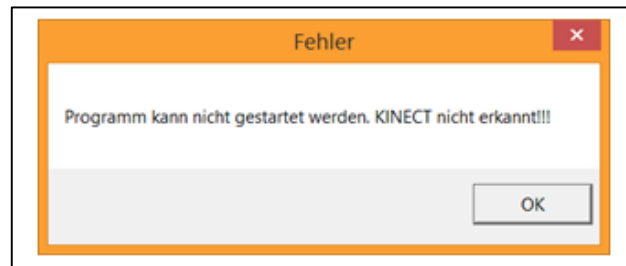 Fehler
Programm kann nicht gestartet werden. KINECT nicht erkannt!!!
OK